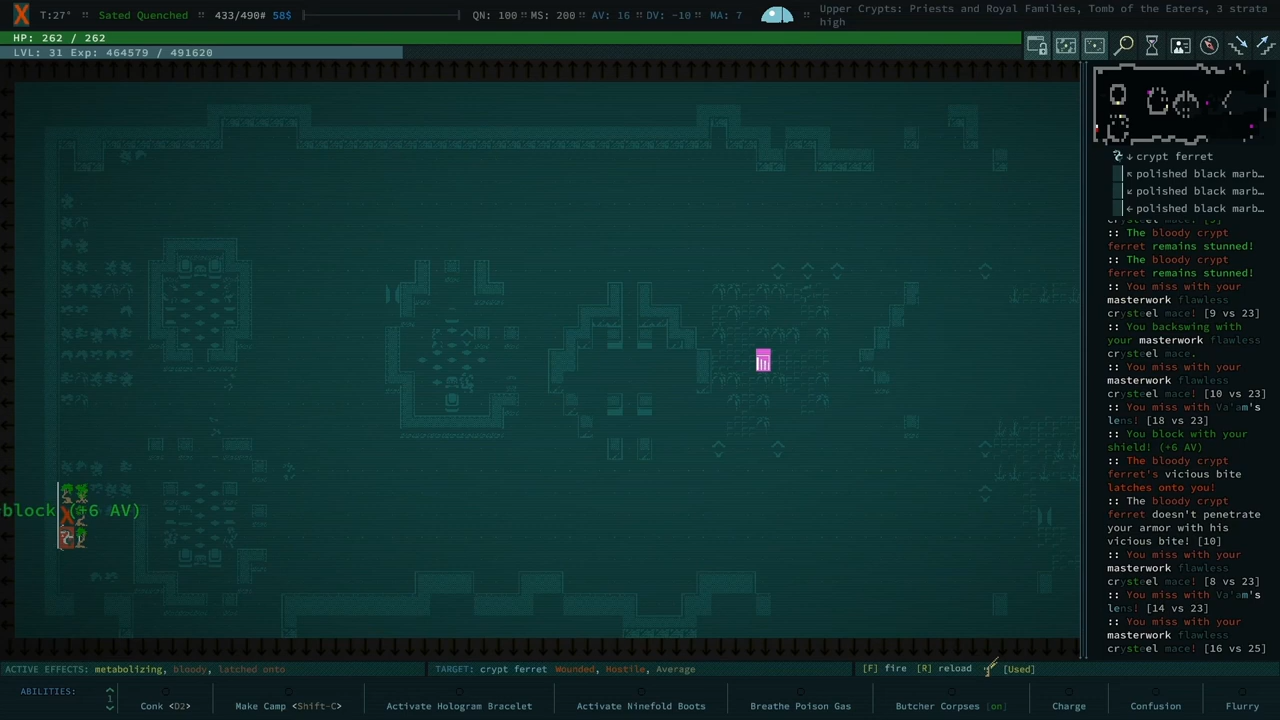 T:27° :: Sated Quenched :: 433/490# 58$ QN: 100 :: MS: 200 :: AV: 16 :: DV: -10 :: MA: 7 :: Upper Crypts: Priests and Royal Families, Tomb of the Eaters, 3 strata
high
HP: 262 / 262
LVL: 31 Exp: 464579 / 491620
crypt ferret
polished black marb…
polished black marb…
polished black marb…
:: The bloody crypt
ferret remains stunned!
:: The bloody crypt
ferret remains stunned!
:: You miss with your
masterwork flawless
crysteel mace! [9 vs 23]
:: You backswing with
your masterwork flawless
crysteel mace.
:: You miss with your
masterwork flawless
crysteel mace! [10 vs 23]
:: You miss with Va'am's
lens! [18 vs 23]
:: You block with your
shield! (+6 AV)
:: The bloody crypt
ferret's vicious bite
latches onto you!
:: The bloody crypt
ferret doesn't penetrate
your armor with his
vicious bite! [10]
:: You miss with your
masterwork flawless
crysteel mace! [8 vs 23]
:: You miss with Va'am's
lens! [14 vs 23]
:: You miss with your
masterwork flawless
crysteel mace! [16 vs 25]
block (+6 AV)
ACTIVE EFFECTS: metabolizing, bloody, latched onto
TARGET: crypt ferret Wounded, Hostile, Average
[F] fire [R] reload [Used]
ABILITIES: 1
Conk <D2>
Make Camp <Shift-C>
Activate Hologram Bracelet
Activate Ninefold Boots
Breathe Poison Gas
Butcher Corpses [on]
Charge
Confusion
Flurry